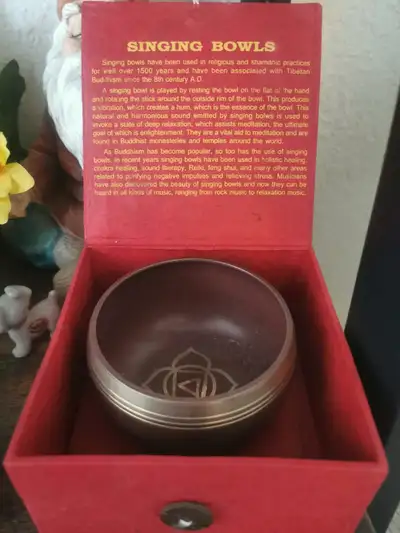 SINGING BOWLS
Singing bowls have been used in religious and shamanic practices
for well over 1500 years and have been associated with Tibetan
Buddhism since the 8th century A.D.
A singing bowl is played by resting the bowl on the flat of the hand
and rotating the stick around the outside rim of the bowl. This produces
a vibration, which creates a hum, which is the essence of the bowl. This
natural and harmonious sound emitted by singing bowls is used to
invoke a state of deep relaxation, which assists meditation, the ultimate
goal of which is enlightenment. They are a vital aid to meditation and are
found in Buddhist monasteries and temples around the world.
As Buddhism has become popular, so too has the use of singing
bowls. In recent years singing bowls have been used in holistic healing,
chakra healing, sound therapy, Reiki, feng shui, and many other areas
related to purifying negative impulses and relieving stress. Musicians
have also discovered the beauty of singing bowls and now they can be
heard in all kinds of music, ranging from rock music to relaxation music.